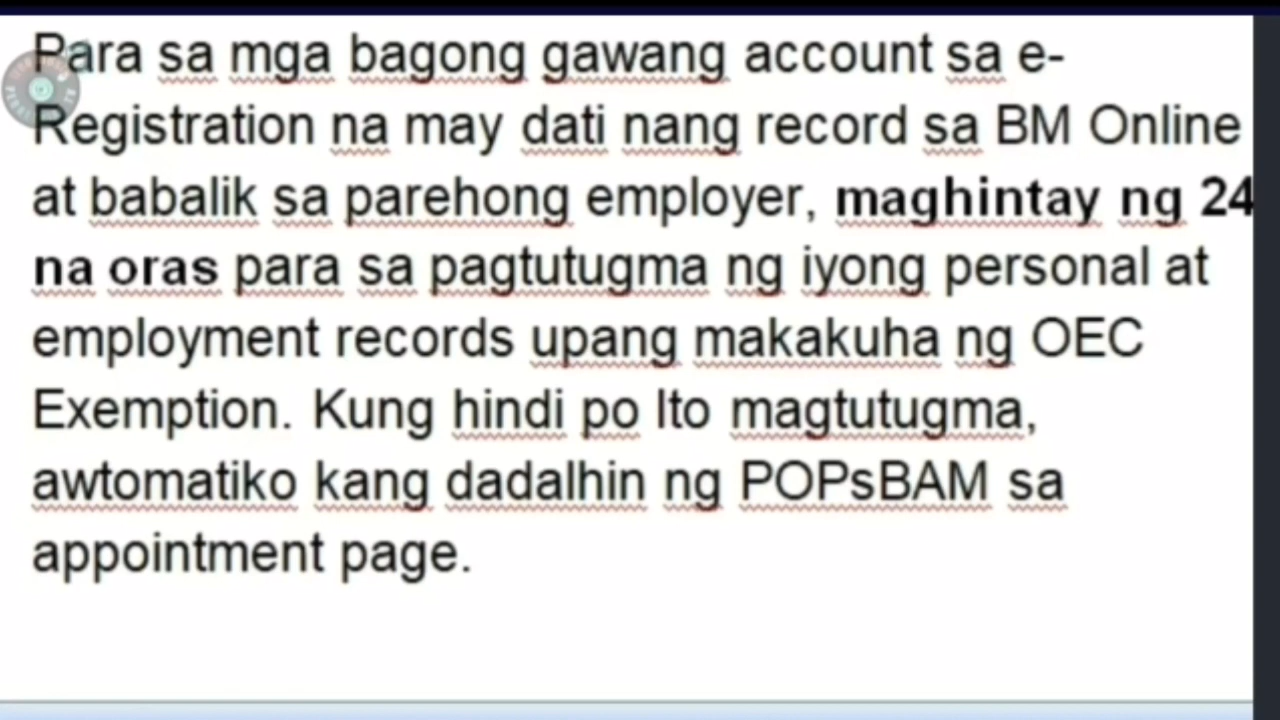 Para sa mga bagong gawang account sa e-
Registration na may dati nang record sa BM Online
at babalik sa parehong employer, maghintay ng 24
na oras para sa pagtutugma ng iyong personal at
employment records upang makakuha ng OEC
Exemption. Kung hindi po Ito magtutugma,
awtomatiko kang dadalhin ng POPsBAM sa
appointment page.